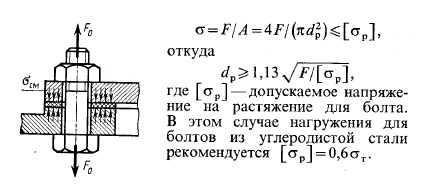 F₀
σсм
F₀
σ = F/A = 4F/(πd²р) ⩽ [σр],
откуда
dр ⩾ 1,13 √F/[σр],
где [σр] — допускаемое напряже-
ние на растяжение для болта.
В этом случае нагружения для
болтов из углеродистой стали
рекомендуется [σр] = 0,6σт.